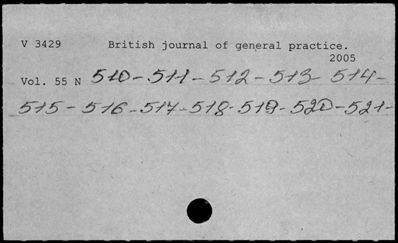 V 3429 British journal of general practice.
2005
Vol. 55 N 510-511-512-513-514-
515-516-517-518-519-520-521-